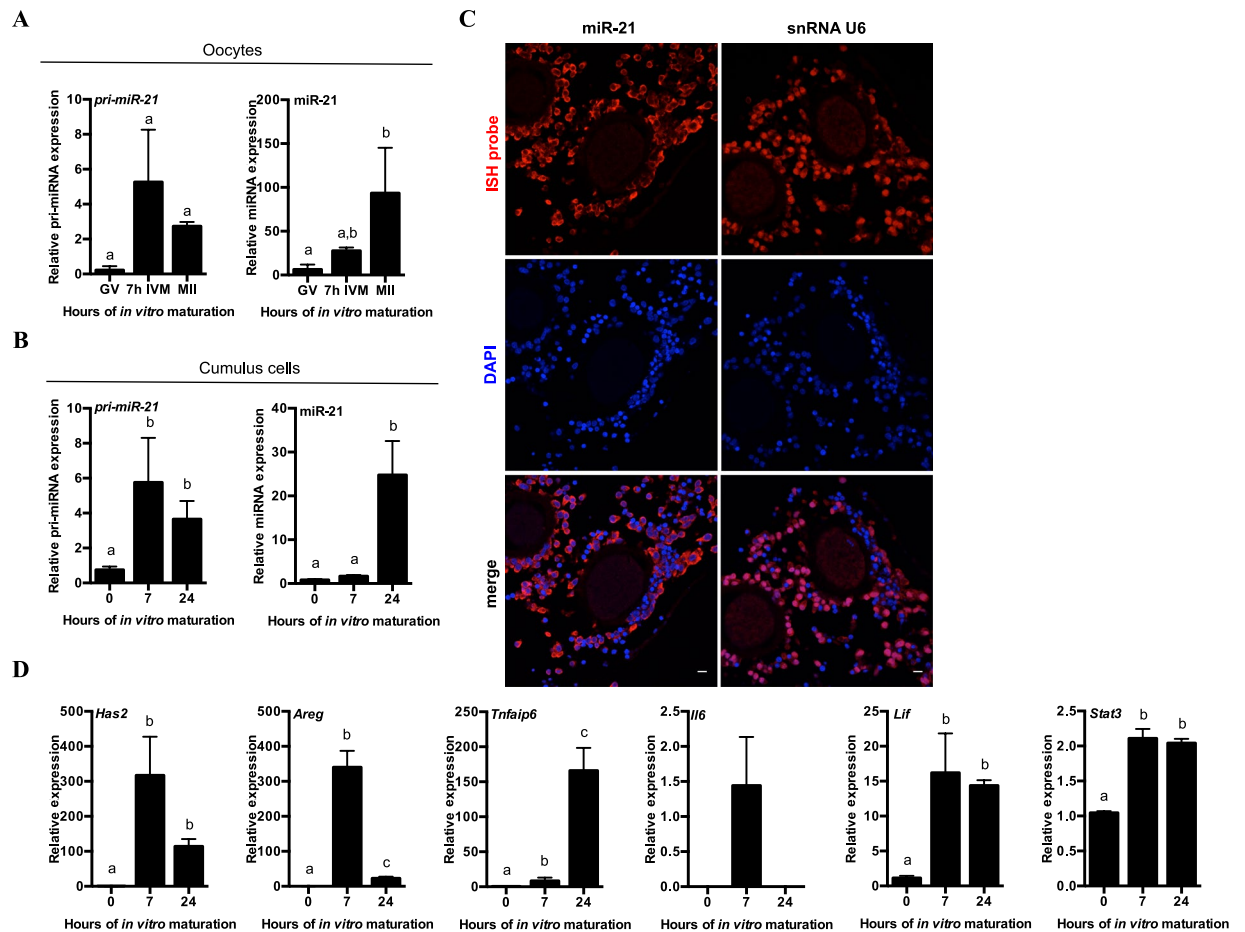 A
Oocytes
pri-miR-21
Relative pri-miRNA expression
10
8
6
4
2
0
a
a
a
GV 7h IVM MII
Hours of in vitro maturation
miR-21
Relative miRNA expression
200
150
100
50
0
a
a,b
b
GV 7h IVM MII
Hours of in vitro maturation
B
Cumulus cells
pri-miR-21
Relative pri-miRNA expression
10
8
6
4
2
0
a
b
b
0 7 24
Hours of in vitro maturation
miR-21
Relative miRNA expression
40
30
20
10
0
a
a
b
0 7 24
Hours of in vitro maturation
C
miR-21 snRNA U6
ISH probe
DAPI
merge
D
Has2
Relative expression
500
400
300
200
100
0
a
b
b
0 7 24
Hours of in vitro maturation
Areg
Relative expression
500
400
300
200
100
0
a
b
c
0 7 24
Hours of in vitro maturation
Tnfaip6
Relative expression
250
200
150
100
50
0
a
b
c
0 7 24
Hours of in vitro maturation
Il6
Relative expression
2.5
2.0
1.5
1.0
0.5
0.0
0 7 24
Hours of in vitro maturation
Lif
Relative expression
25
20
15
10
5
0
a
b
b
0 7 24
Hours of in vitro maturation
Stat3
Relative expression
2.5
2.0
1.5
1.0
0.5
0.0
a
b
b
0 7 24
Hours of in vitro maturation